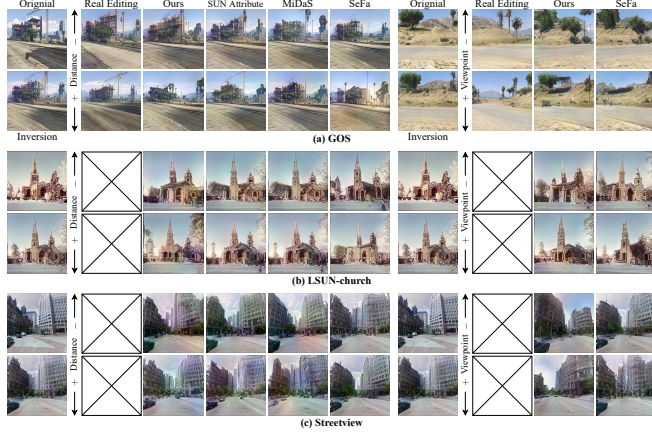 Orignial Real Editing Ours SUN Attribute MiDaS SeFa Orignial Real Editing Ours SeFa
+ Distance −
+ Viewpoint −
Inversion
(a) GOS
Inversion
+ Distance −
+ Viewpoint −
(b) LSUN-church
+ Distance −
+ Viewpoint −
(c) Streetview